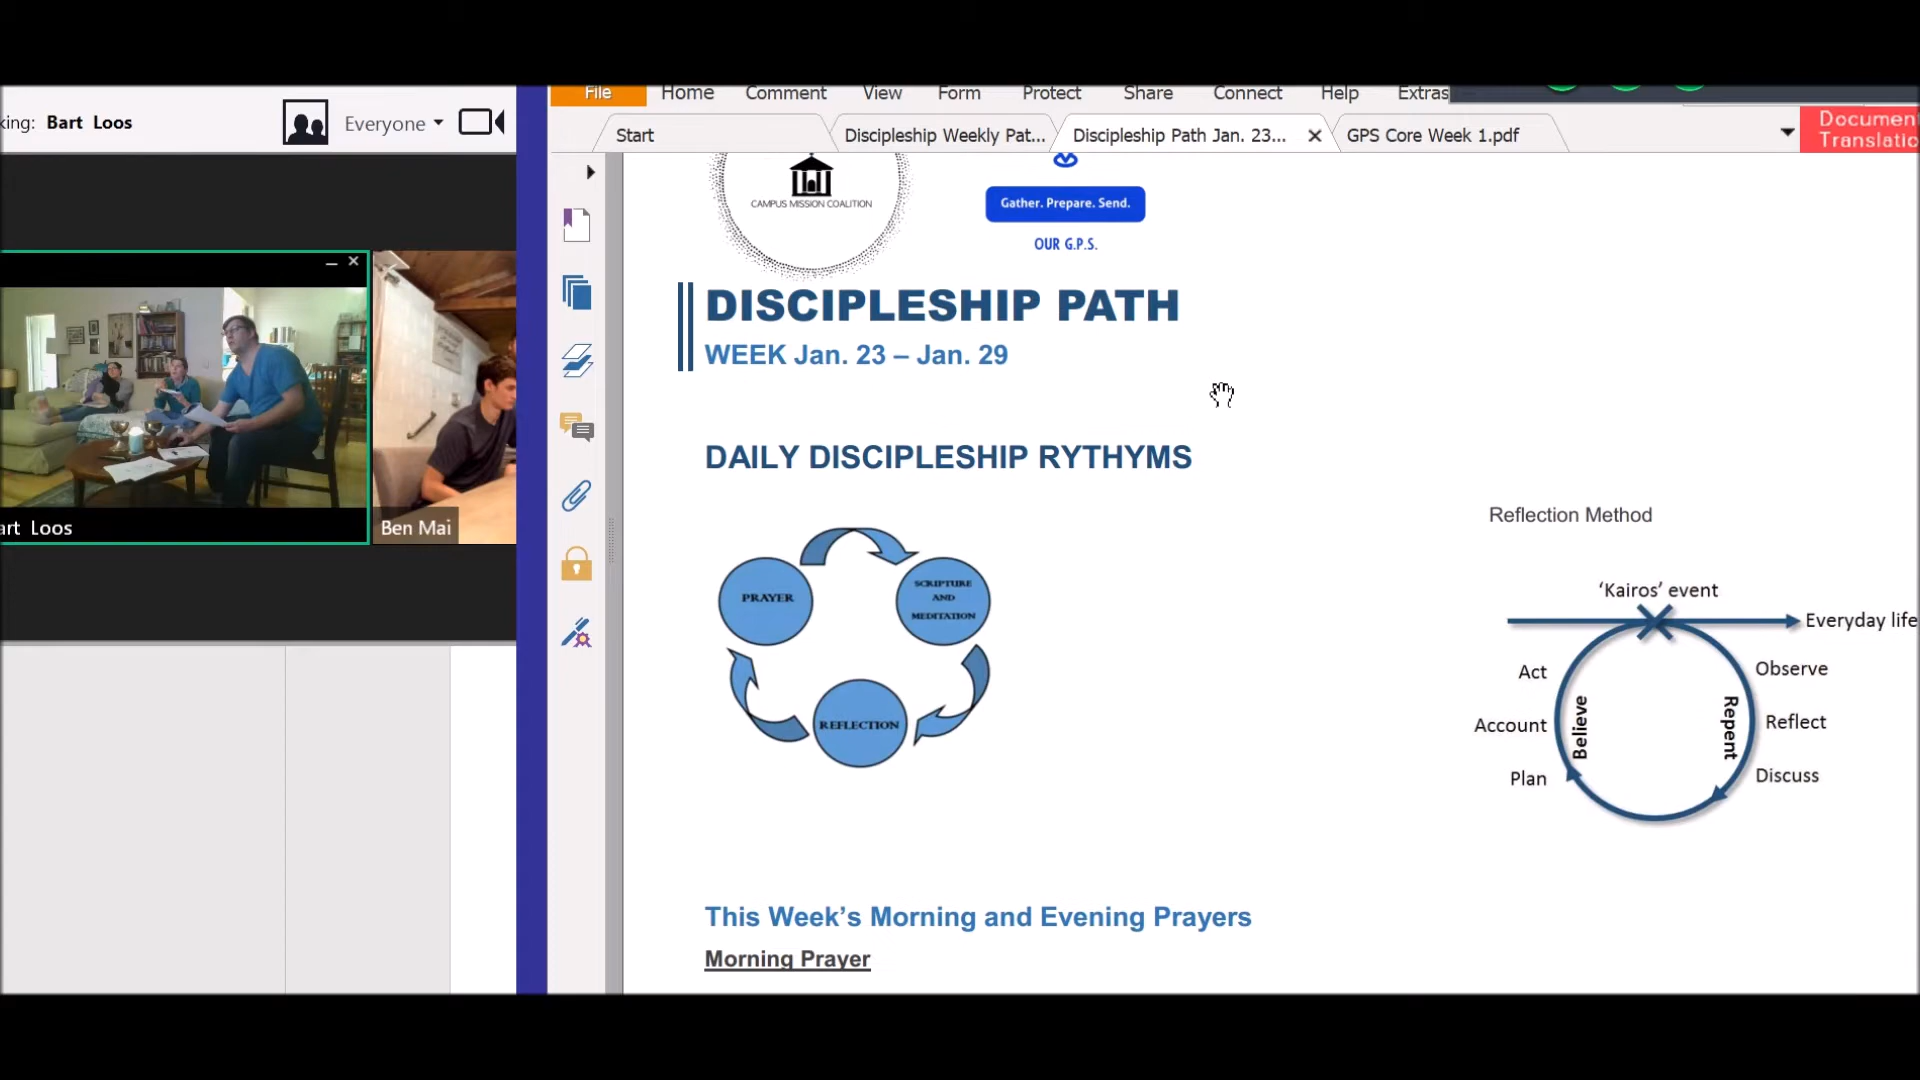 king: Bart Loos
Everyone
art Loos
Ben Mai
File Home Comment View Form Protect Share Connect Help Extras
Start
Discipleship Weekly Pat...
Discipleship Path Jan. 23...
GPS Core Week 1.pdf
Document
Translatio
CAMPUS MISSION COALITION
Gather. Prepare. Send.
OUR G.P.S.
DISCIPLESHIP PATH
WEEK Jan. 23 – Jan. 29
DAILY DISCIPLESHIP RYTHYMS
PRAYER
SCRIPTURE
AND
MEDITATION
REFLECTION
Reflection Method
‘Kairos’ event
Everyday life
Act
Account
Plan
Believe
Repent
Observe
Reflect
Discuss
This Week’s Morning and Evening Prayers
Morning Prayer